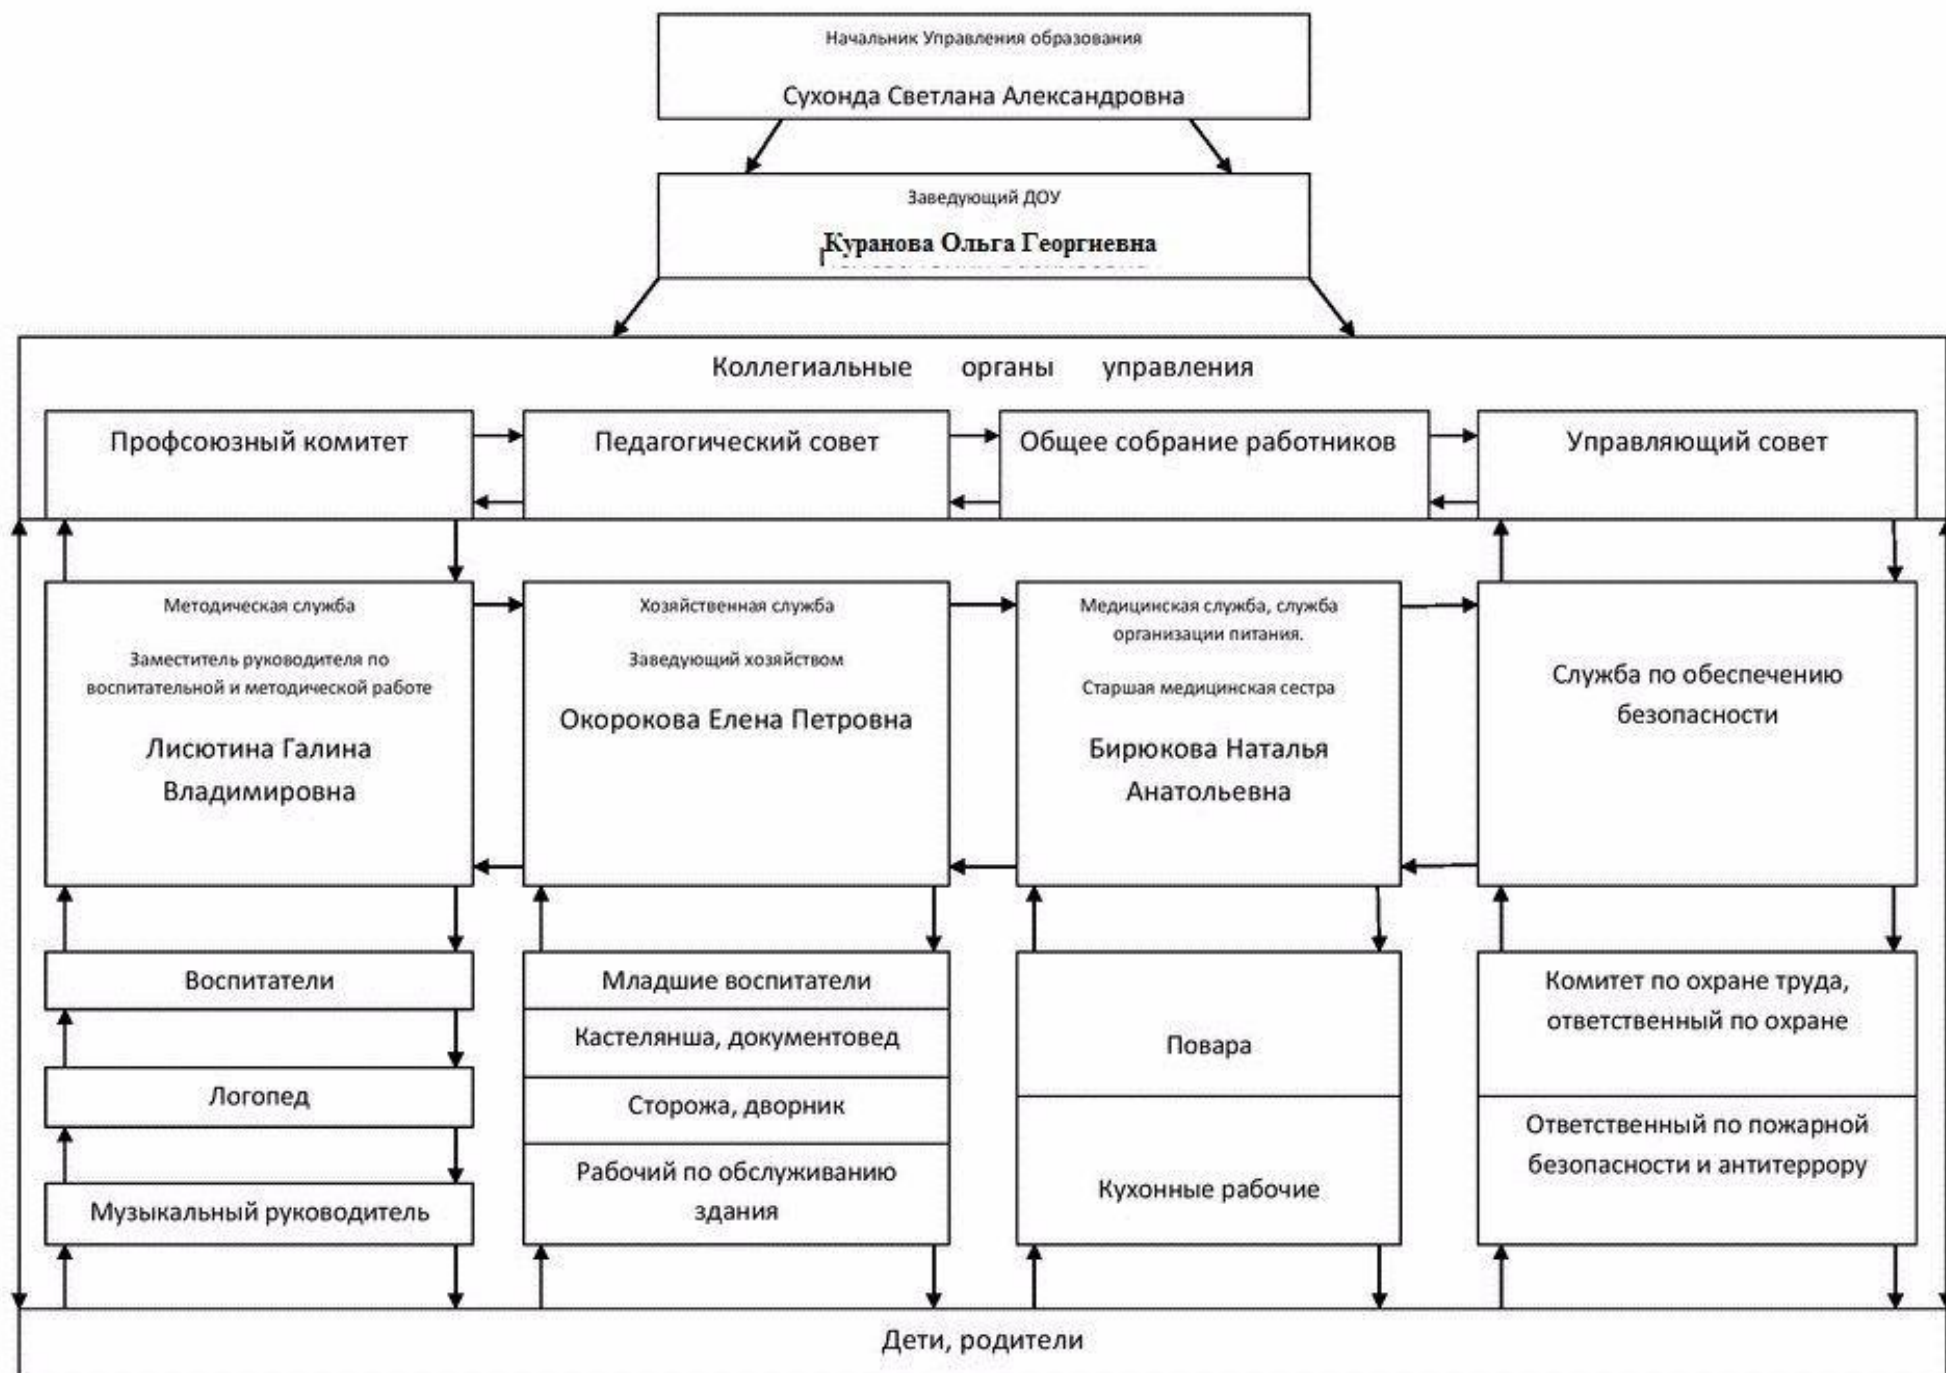 Начальник Управления образования
Сухонда Светлана Александровна
Заведующий ДОУ
Куранова Ольга Георгиевна
Коллегиальные органы управления
Профсоюзный комитет
Педагогический совет
Общее собрание работников
Управляющий совет
Методическая служба
Заместитель руководителя по
воспитательной и методической работе
Лисютина Галина
Владимировна
Хозяйственная служба
Заведующий хозяйством
Окорокова Елена Петровна
Медицинская служба, служба
организации питания.
Старшая медицинская сестра
Бирюкова Наталья
Анатольевна
Служба по обеспечению
безопасности
Воспитатели
Логопед
Музыкальный руководитель
Младшие воспитатели
Кастелянша, документовед
Сторожа, дворник
Рабочий по обслуживанию
здания
Повара
Кухонные рабочие
Комитет по охране труда,
ответственный по охране
Ответственный по пожарной
безопасности и антитеррору
Дети, родители